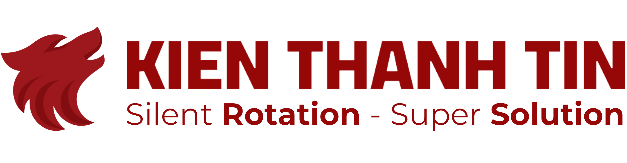 KIEN THANH TIN
Silent Rotation - Super Solution